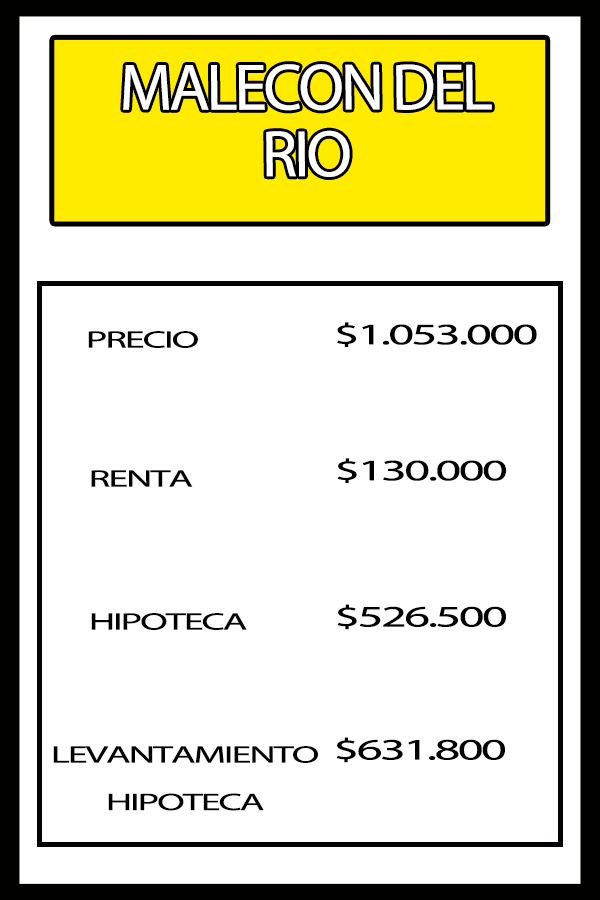 MALECON DEL
RIO
PRECIO $1.053.000
RENTA $130.000
HIPOTECA $526.500
LEVANTAMIENTO $631.800
HIPOTECA